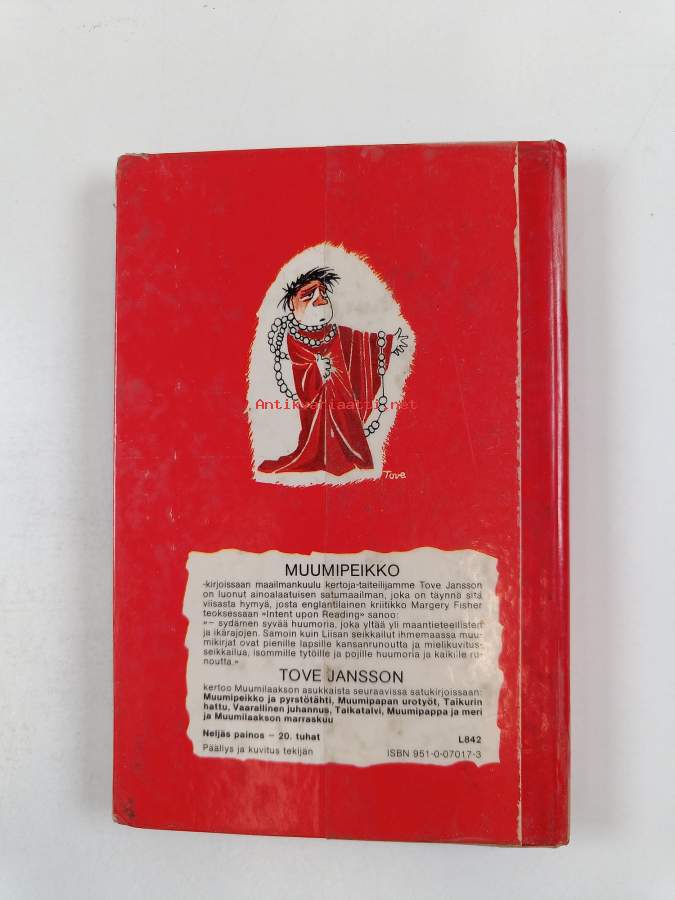 Antikvariaatti.net
Tove
MUUMIPEIKKO
-kirjoissaan maailmankuulu kertoja-taiteilijamme Tove Jansson
on luonut ainoalaatuisen satumaailman, joka on täynnä sitä
viisasta hymyä, josta englantilainen kriitikko Margery Fisher
teoksessaan »Intent upon Reading» sanoo:
»— sydämen syvää huumoria, joka yltää yli maantieteellisten
ja ikärajojen. Samoin kuin Liisan seikkailut ihmemaassa muu-
mikirjat ovat pienille lapsille kansanrunoutta ja mielikuvitus-
seikkailua, isommille tytöille ja pojille huumoria ja kaikille ru-
noutta.»
TOVE JANSSON
kertoo Muumilaakson asukkaista seuraavissa satukirjoissaan:
Muumipeikko ja pyrstötähti, Muumipapan urotyöt, Taikurin
hattu, Vaarallinen juhannus, Taikatalvi, Muumipappa ja meri
ja Muumilaakson marraskuu
Neljäs painos – 20. tuhat L842
Päällys ja kuvitus tekijän ISBN 951-0-07017-3